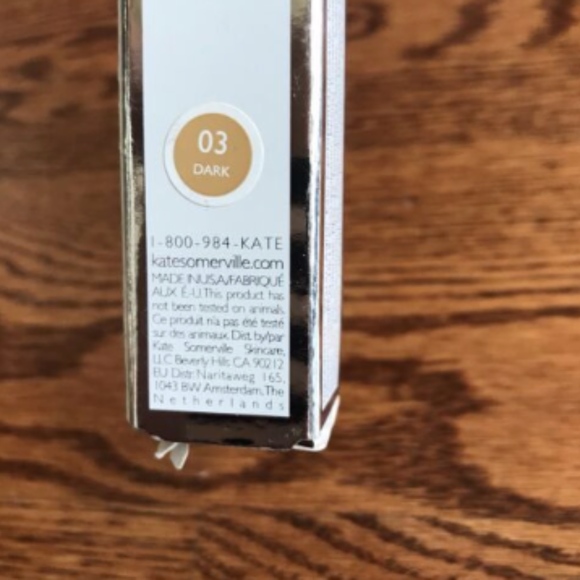 03
DARK
1-800-984-KATE
katesomerville.com
MADE IN U.S.A./FABRIQUÉ
AUX É.-U. This product has
not been tested on animals.
Ce produit n'a pas été testé
sur des animaux. Dist. by/par
Kate Somerville Skincare,
LLC Beverly Hills CA 90212
EU Distr. Naritaweg 165,
1043 BW Amsterdam, The
Netherlands